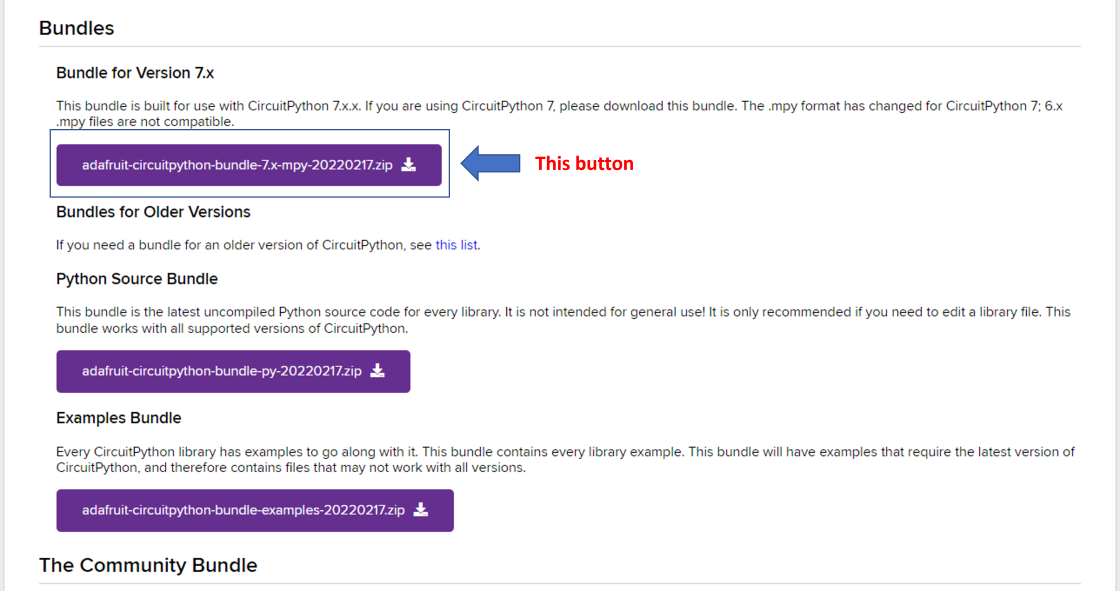 Bundles
Bundle for Version 7.x
This bundle is built for use with CircuitPython 7.x.x. If you are using CircuitPython 7, please download this bundle. The .mpy format has changed for CircuitPython 7; 6.x
.mpy files are not compatible.
adafruit-circuitpython-bundle-7.x-mpy-20220217.zip
This button
Bundles for Older Versions
If you need a bundle for an older version of CircuitPython, see this list.
Python Source Bundle
This bundle is the latest uncompiled Python source code for every library. It is not intended for general use! It is only recommended if you need to edit a library file. This
bundle works with all supported versions of CircuitPython.
adafruit-circuitpython-bundle-py-20220217.zip
Examples Bundle
Every CircuitPython library has examples to go along with it. This bundle contains every library example. This bundle will have examples that require the latest version of
CircuitPython, and therefore contains files that may not work with all versions.
adafruit-circuitpython-bundle-examples-20220217.zip
The Community Bundle